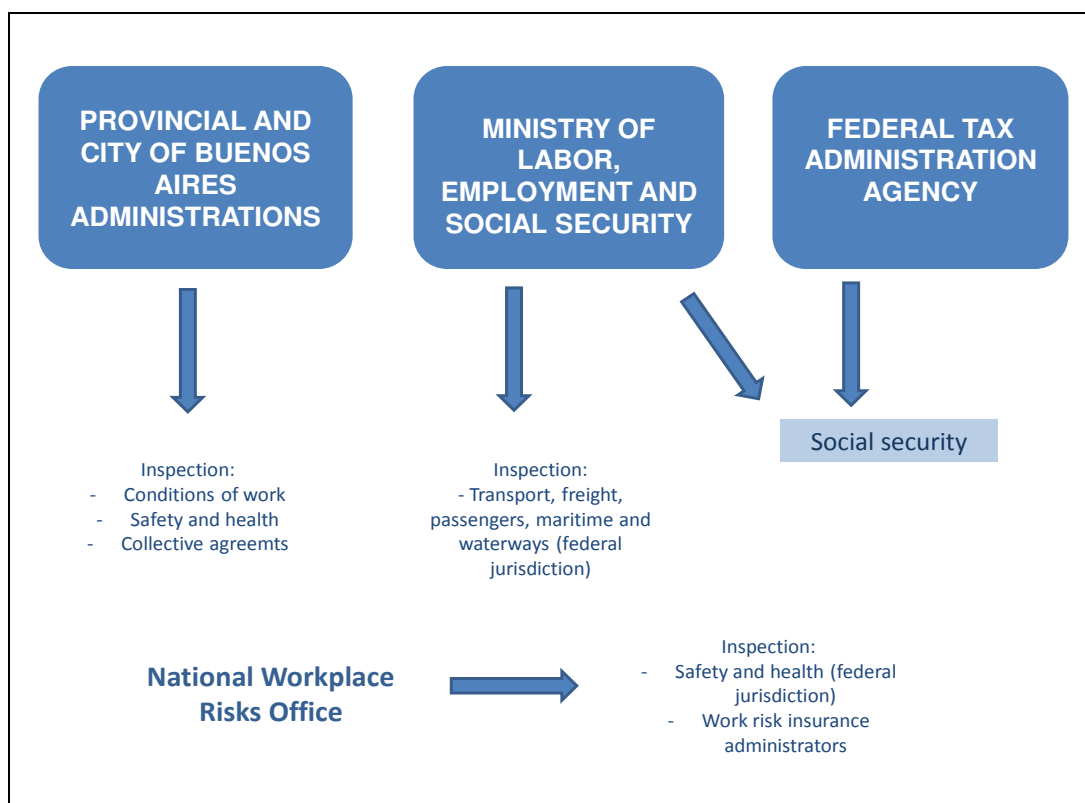 PROVINCIAL AND
CITY OF BUENOS
AIRES
ADMINISTRATIONS
MINISTRY OF
LABOR,
EMPLOYMENT AND
SOCIAL SECURITY
FEDERAL TAX
ADMINISTRATION
AGENCY
Social security
Inspection:
- Conditions of work
- Safety and health
- Collective agreemts
Inspection:
- Transport, freight,
passengers, maritime and
waterways (federal
jurisdiction)
National Workplace
Risks Office
Inspection:
- Safety and health (federal
jurisdiction)
- Work risk insurance
administrators